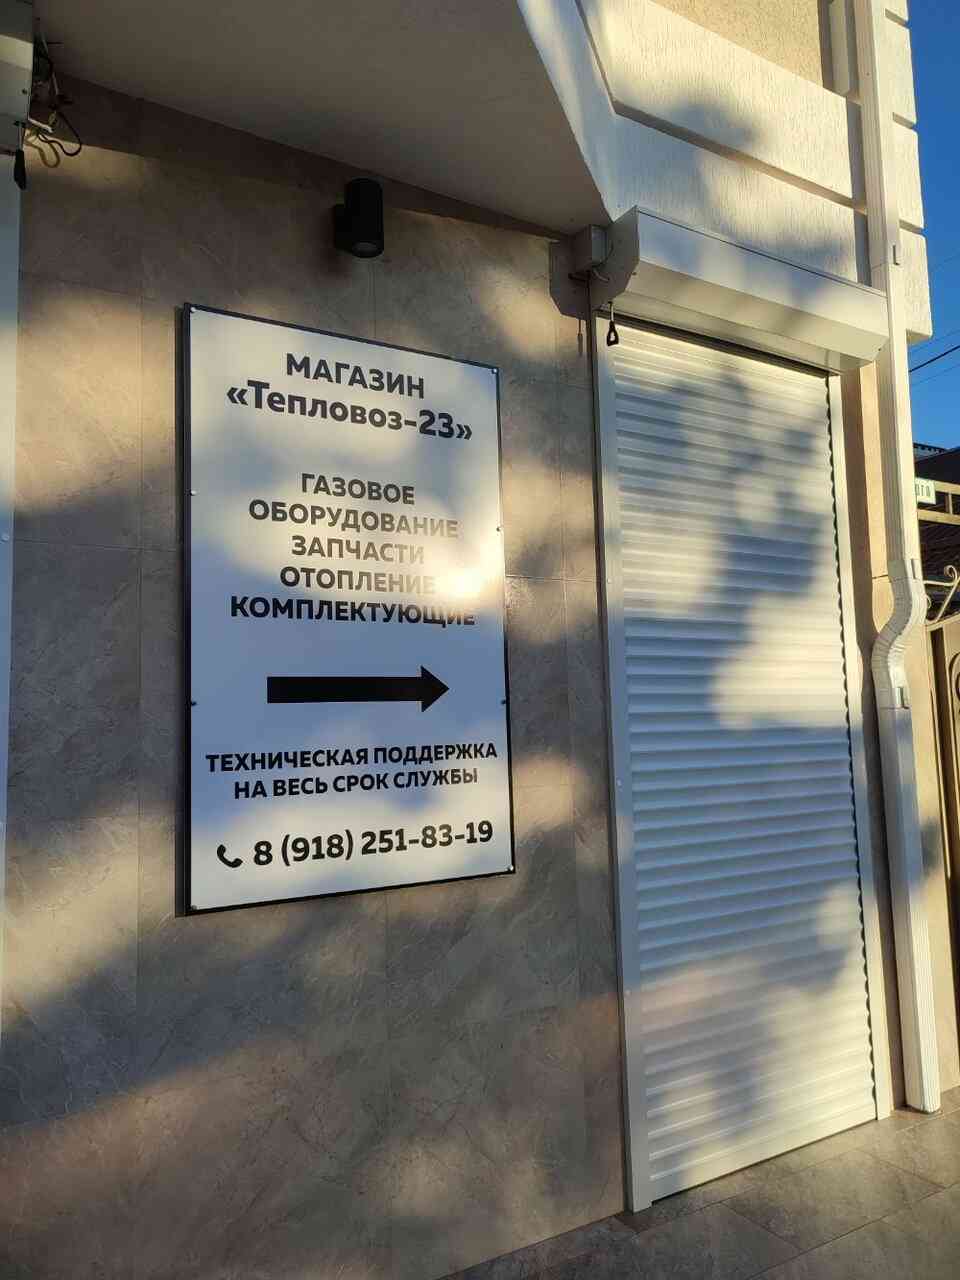 МАГАЗИН
«Тепловоз-23»
ГАЗОВОЕ
ОБОРУДОВАНИЕ
ЗАПЧАСТИ
ОТОПЛЕНИЕ
КОМПЛЕКТУЮЩИЕ
ТЕХНИЧЕСКАЯ ПОДДЕРЖКА
НА ВЕСЬ СРОК СЛУЖБЫ
8 (918) 251-83-19